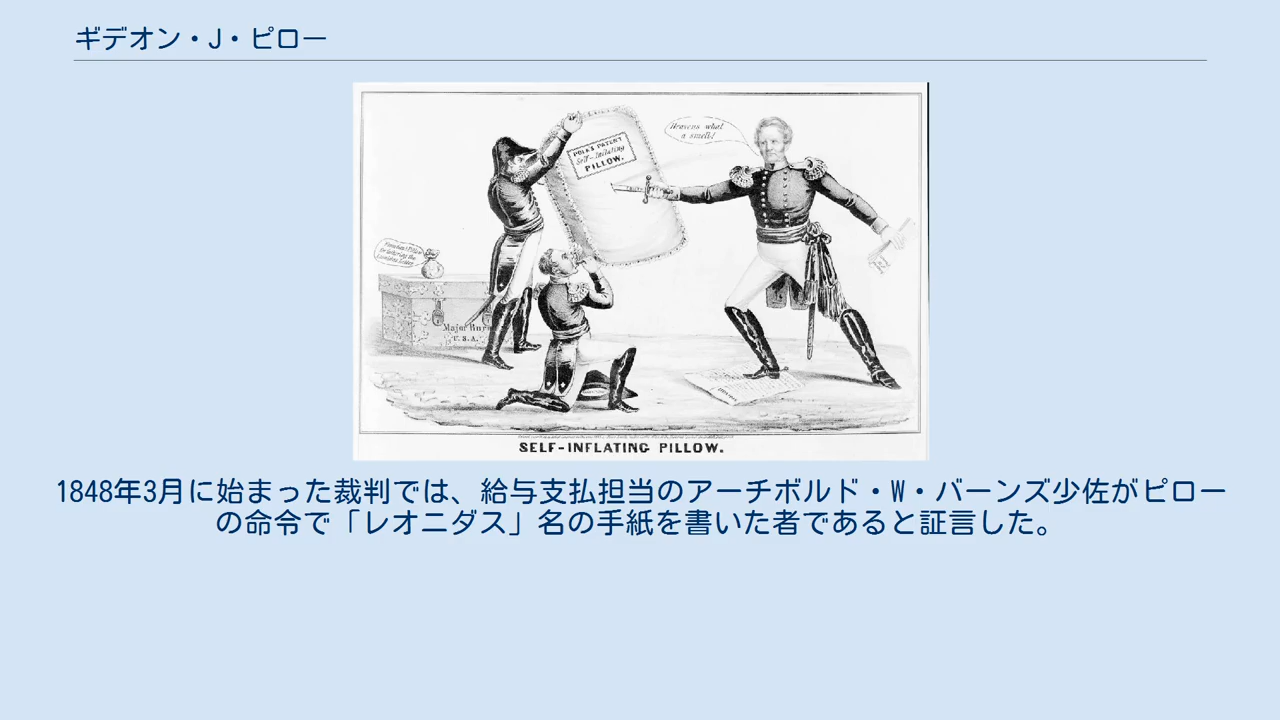 ギデオン・J・ピロー
Heavens what
a smell!
POLKS PATENT
Self-Inflating
PILLOW.
Major Burns
U.S.A.
SELF-INFLATING PILLOW.
1848年3月に始まった裁判では、給与支払担当のアーチボルド・W・バーンズ少佐がピロー
の命令で「レオニダス」名の手紙を書いた者であると証言した。